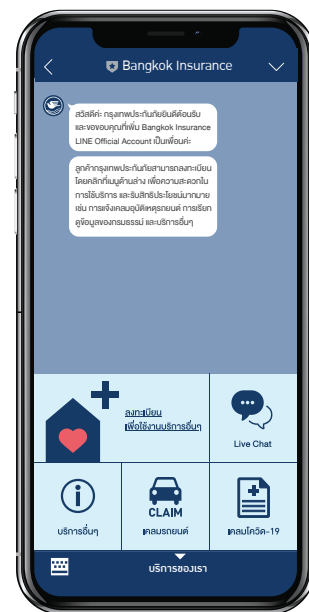 Bangkok Insurance
สวัสดีค่ะ กรุงเทพประกันภัยยินดีต้อนรับ
และขอขอบคุณที่เพิ่ม Bangkok Insurance
LINE Official Account เป็นเพื่อนค่ะ
ลูกค้ากรุงเทพประกันภัยสามารถลงทะเบียน
โดยคลิกที่เมนูด้านล่าง เพื่อความสะดวกใน
การใช้บริการ และรับสิทธิประโยชน์มากมาย
เช่น การแจ้งเคลมอุบัติเหตุรถยนต์ การเรียก
ดูข้อมูลของกรมธรรม์ และบริการอื่นๆ
ลงทะเบียน
เพื่อใช้งานบริการอื่นๆ
Live Chat
บริการอื่นๆ
CLAIM
เคลมรถยนต์
เคลมโควิด-19
บริการของเรา